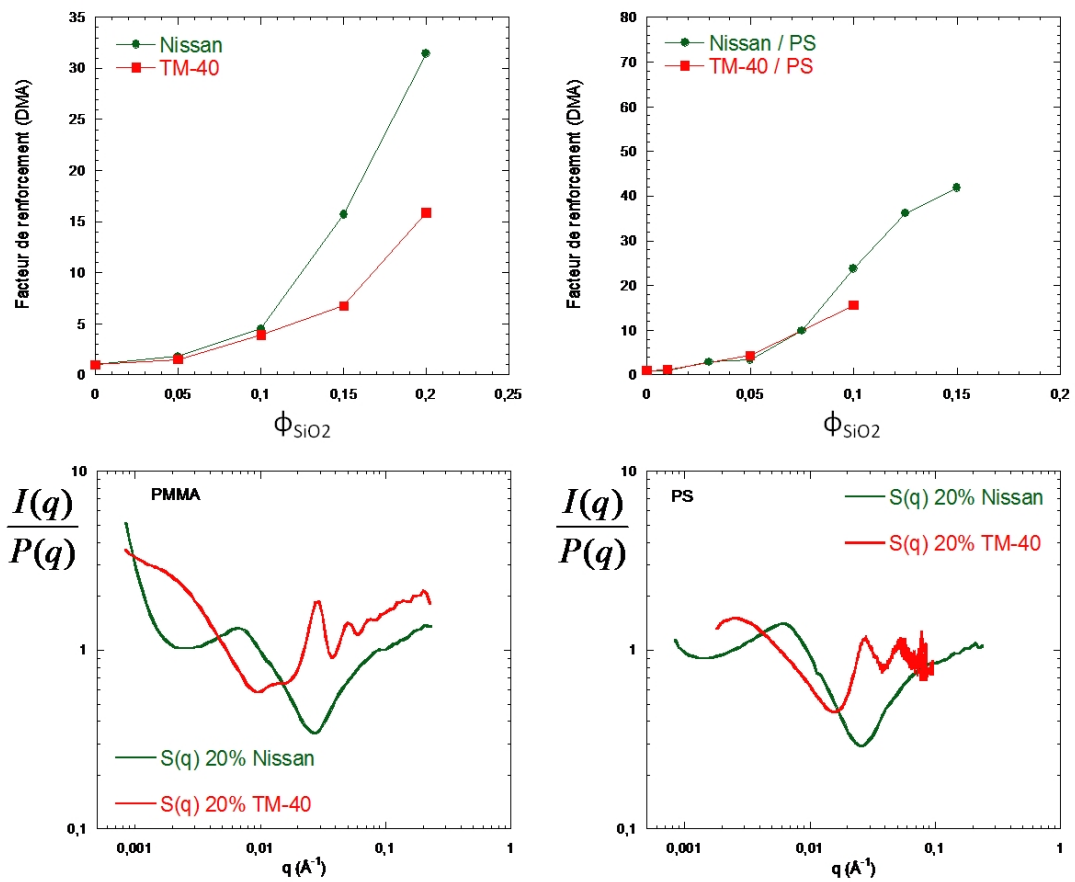 Nissan
TM-40
Facteur de renforcement (DMA)
35
30
25
20
15
10
5
0
0 0,05 0,1 0,15 0,2 0,25
ϕSiO2
Nissan / PS
TM-40 / PS
Facteur de renforcement (DMA)
80
70
60
50
40
30
20
10
0
0 0,05 0,1 0,15 0,2
ϕSiO2
I(q)
P(q)
PMMA
S(q) 20% Nissan
S(q) 20% TM-40
10
1
0,1
0,001 0,01 0,1 1
q (Å-1)
I(q)
P(q)
PS
S(q) 20% Nissan
S(q) 20% TM-40
10
1
0,1
0,001 0,01 0,1 1
q (Å-1)